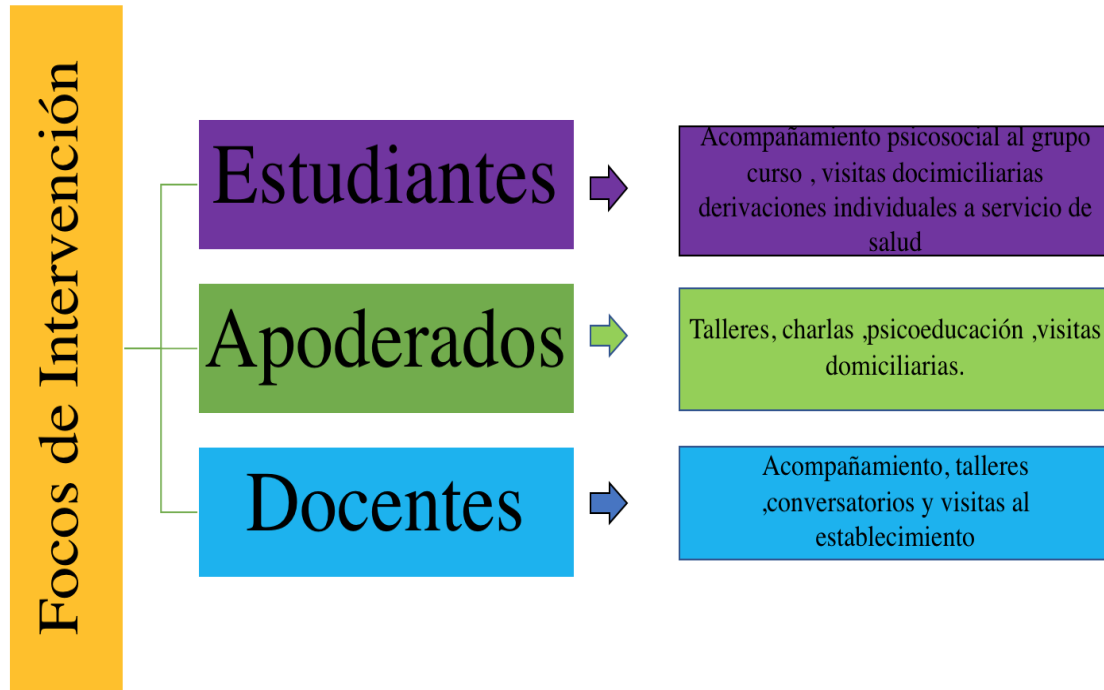 Focos de Intervención
Estudiantes
Acompañamiento psicosocial al grupo
curso , visitas docimiciliarias
derivaciones individuales a servicio de
salud
Apoderados
Talleres, charlas ,psicoeducación ,visitas
domiciliarias.
Docentes
Acompañamiento, talleres
,conversatorios y visitas al
establecimiento